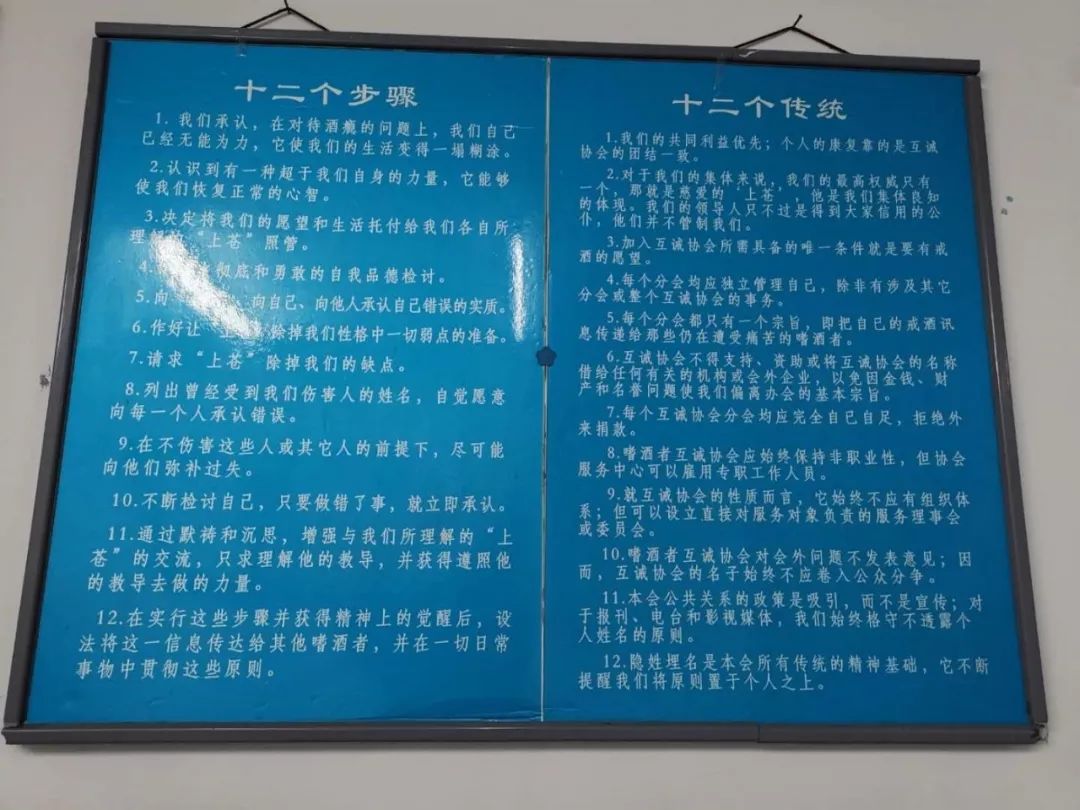 十二个步骤
1. 我们承认，在对待酒瘾的问题上，我们自己
已经无能为力，它使我们的生活变得一塌糊涂。
2.认识到有一种超于我们自身的力量，它能够
使我们恢复正常的心智。
3.决定将我们的愿望和生活托付给我们各自所
理 “上苍”照管。
4. 彻底和勇敢的自我品德检讨。
5.向 向自己、向他人承认自己错误的实质。
6.作好让“上 除掉我们性格中一切弱点的准备。
7.请求“上苍”除掉我们的缺点。
8.列出曾经受到我们伤害人的姓名，自觉愿意
向每一个人承认错误。
9.在不伤害这些人或其它人的前提下，尽可能
向他们弥补过失。
10.不断检讨自己，只要做错了事，就立即承认。
11.通过默祷和沉思，增强与我们所理解的“上
苍”的交流，只求理解他的教导，并获得遵照他
的教导去做的力量。
12.在实行这些步骤并获得精神上的觉醒后，设
法将这一信息传达给其他嗜酒者，并在一切日常
事物中贯彻这些原则。
十二个传统
1.我们的共同利益优先；个人的康复靠的是互诚
协会的团结一致。
2.对于我们的集体来说，我们的最高权威只有
一个，那就是慈爱的“上苍”，他是我们集体良知
的体现。我们的领导人只不过是得到大家信用的公
仆，他们并不管制我们。
3.加入互诚协会所需具备的唯一条件就是要有戒
酒的愿望。
4.每个分会均应独立管理自己，除非有涉及其它
分会或整个互诚协会的事务。
5.每个分会都只有一个宗旨，即把自己的戒酒讯
息传递给那些仍在遭受痛苦的嗜酒者。
6.互诚协会不得支持、资助或将互诚协会的名称
借给任何有关的机构或会外企业，以免因金钱、财
产和名誉问题使我们偏离办会的基本宗旨。
7.每个互诚协会分会均应完全自己自足，拒绝外
来捐款。
8.嗜酒者互诚协会应始终保持非职业性，但协会
服务中心可以雇用专职工作人员。
9.就互诚协会的性质而言，它始终不应有组织体
系；但可以设立直接对服务对象负责的服务理事会
或委员会。
10.嗜酒者互诚协会对会外问题不发表意见；因
而，互诚协会的名子始终不应卷入公众分争。
11.本会公共关系的政策是吸引，而不是宣传；对
于报刊、电台和影视媒体，我们始终格守不透露个
人姓名的原则。
12.隐姓埋名是本会所有传统的精神基础，它不断
提醒我们将原则置于个人之上。